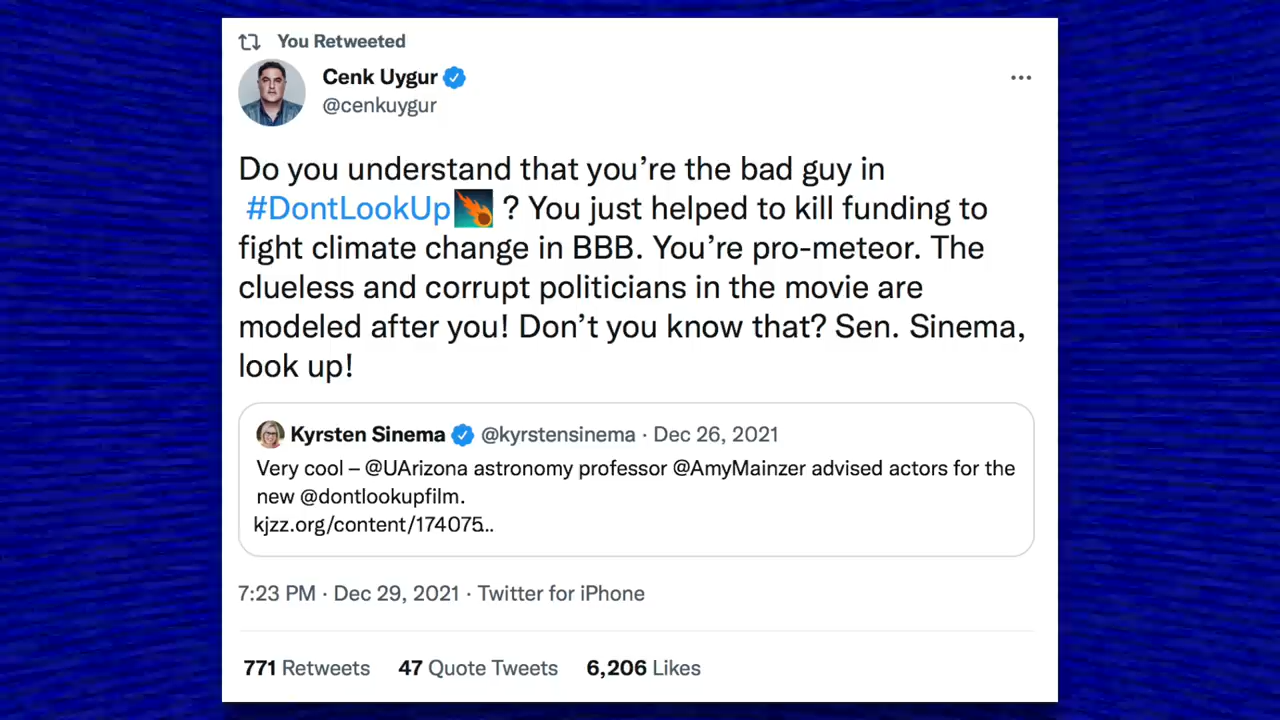 You Retweeted
Cenk Uygur
@cenkuygur
Do you understand that you’re the bad guy in
#DontLookUp ? You just helped to kill funding to
fight climate change in BBB. You’re pro-meteor. The
clueless and corrupt politicians in the movie are
modeled after you! Don’t you know that? Sen. Sinema,
look up!
Kyrsten Sinema @kyrstensinema · Dec 26, 2021
Very cool – @UArizona astronomy professor @AmyMainzer advised actors for the
new @dontlookupfilm.
kjzz.org/content/174075...
7:23 PM · Dec 29, 2021 · Twitter for iPhone
771 Retweets 47 Quote Tweets 6,206 Likes